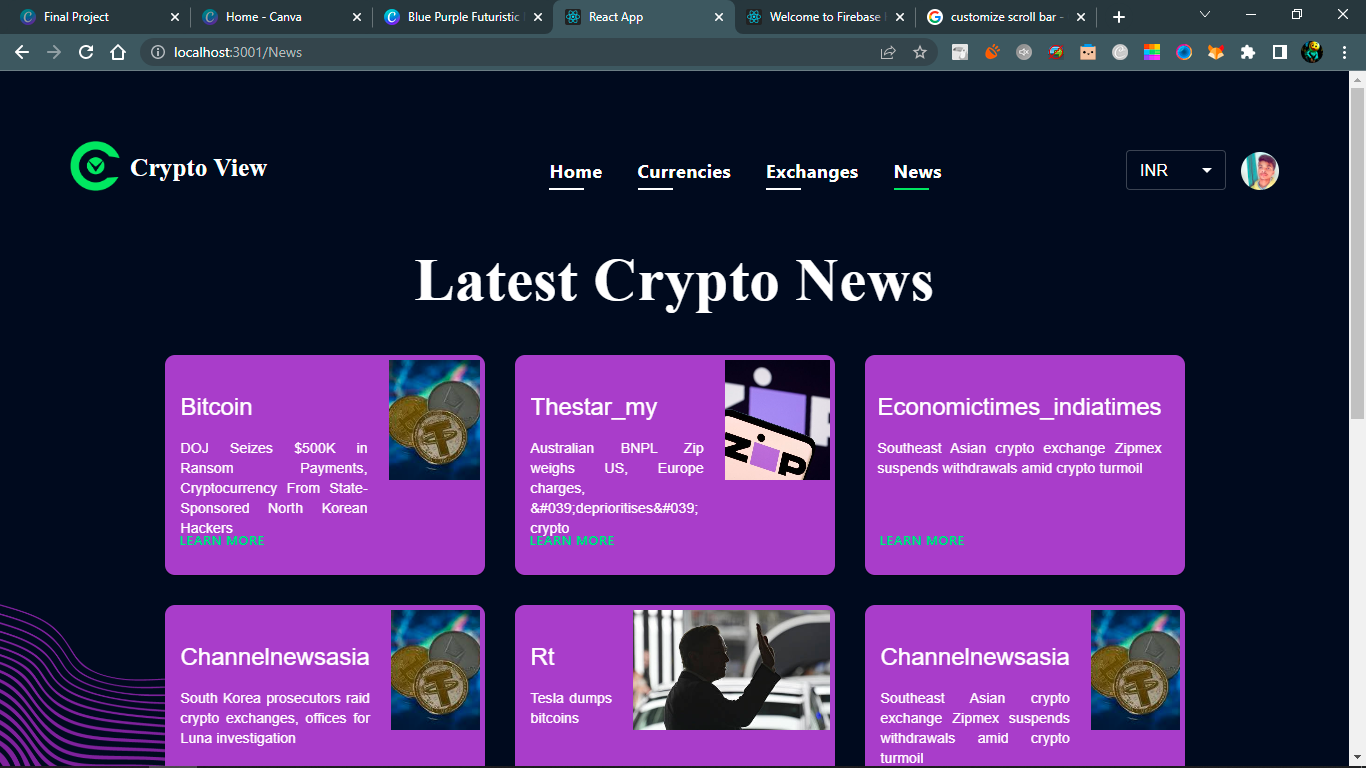 Final Project
Home - Canva
Blue Purple Futuristic
React App
Welcome to Firebase
customize scroll bar -
localhost:3001/News
Crypto View
Home
Currencies
Exchanges
News
INR
Latest Crypto News
Bitcoin
DOJ Seizes $500K in
Ransom Payments,
Cryptocurrency From State-
Sponsored North Korean
Hackers
LEARN MORE
Thestar_my
Australian BNPL Zip
weighs US, Europe
charges,
&#039;deprioritises&#039;
crypto
LEARN MORE
ZIP
Economictimes_indiatimes
Southeast Asian crypto exchange Zipmex
suspends withdrawals amid crypto turmoil
LEARN MORE
Channelnewsasia
South Korea prosecutors raid
crypto exchanges, offices for
Luna investigation
Rt
Tesla dumps
bitcoins
Channelnewsasia
Southeast Asian crypto
exchange Zipmex suspends
withdrawals amid crypto
turmoil